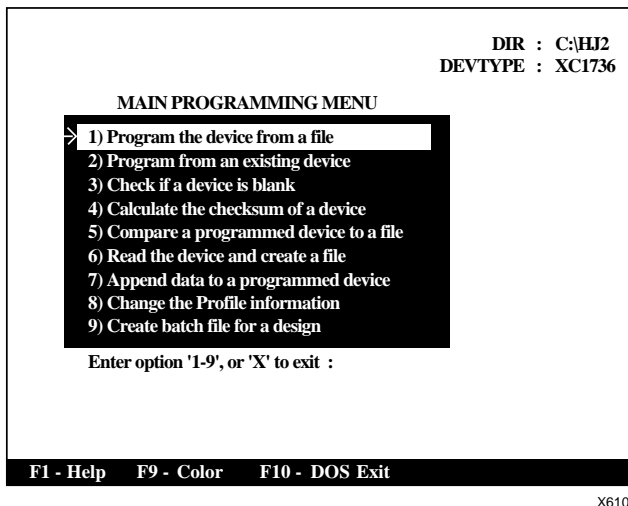 DIR : C:\HJ2
DEVTYPE : XC1736
MAIN PROGRAMMING MENU
1) Program the device from a file
2) Program from an existing device
3) Check if a device is blank
4) Calculate the checksum of a device
5) Compare a programmed device to a file
6) Read the device and create a file
7) Append data to a programmed device
8) Change the Profile information
9) Create batch file for a design
Enter option '1-9', or 'X' to exit :
F1 - Help F9 - Color F10 - DOS Exit
X610